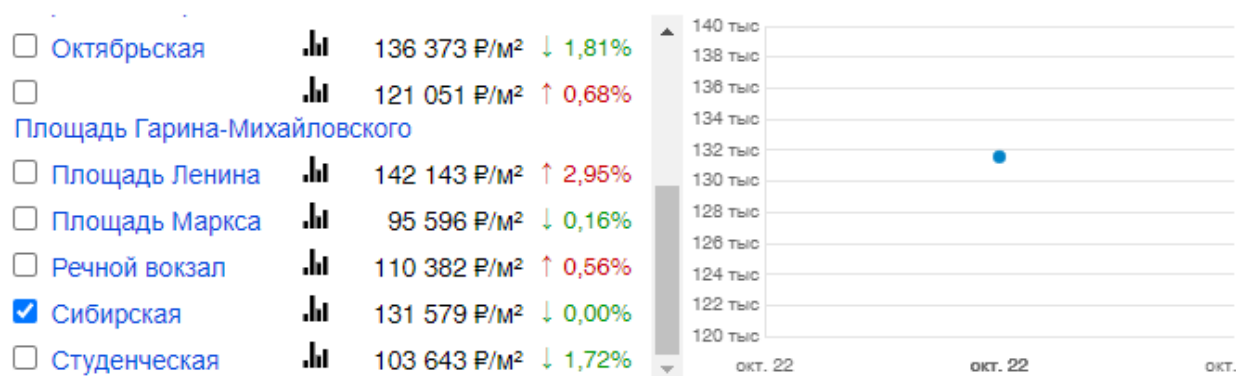 Октябрьская 136 373 ₽/м² ↓ 1,81%
121 051 ₽/м² ↑ 0,68%
Площадь Гарина-Михайловского
Площадь Ленина 142 143 ₽/м² ↑ 2,95%
Площадь Маркса 95 596 ₽/м² ↓ 0,16%
Речной вокзал 110 382 ₽/м² ↑ 0,56%
Сибирская 131 579 ₽/м² ↓ 0,00%
Студенческая 103 643 ₽/м² ↓ 1,72%
140 тыс
138 тыс
136 тыс
134 тыс
132 тыс
130 тыс
128 тыс
126 тыс
124 тыс
122 тыс
120 тыс
окт. 22 окт. 22 окт.